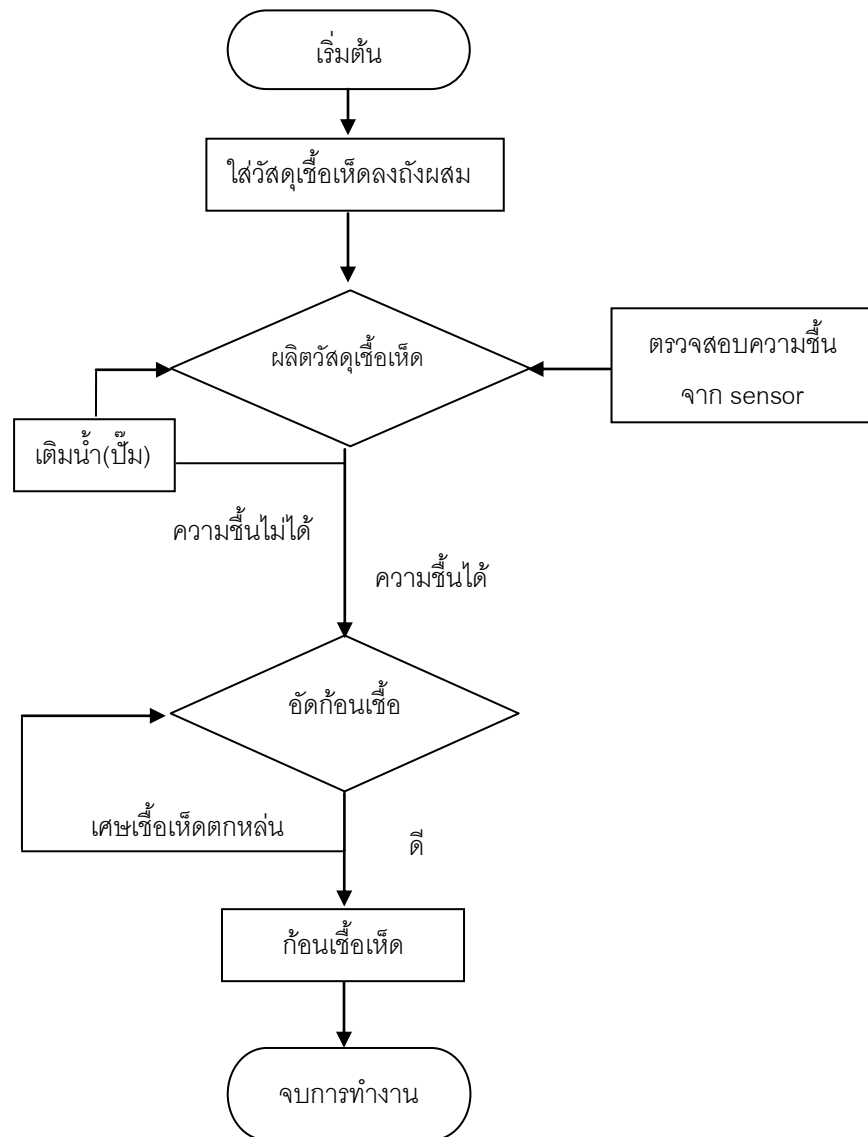 เริ่มต้น
ใส่วัสดุเชื้อเห็ดลงถังผสม
ผลิตวัสดุเชื้อเห็ด
ตรวจสอบความชื้น
จาก sensor
เติมน้ำ(ปั๊ม)
ความชื้นไม่ได้
ความชื้นได้
อัดก้อนเชื้อ
เศษเชื้อเห็ดตกหล่น
ดี
ก้อนเชื้อเห็ด
จบการทำงาน